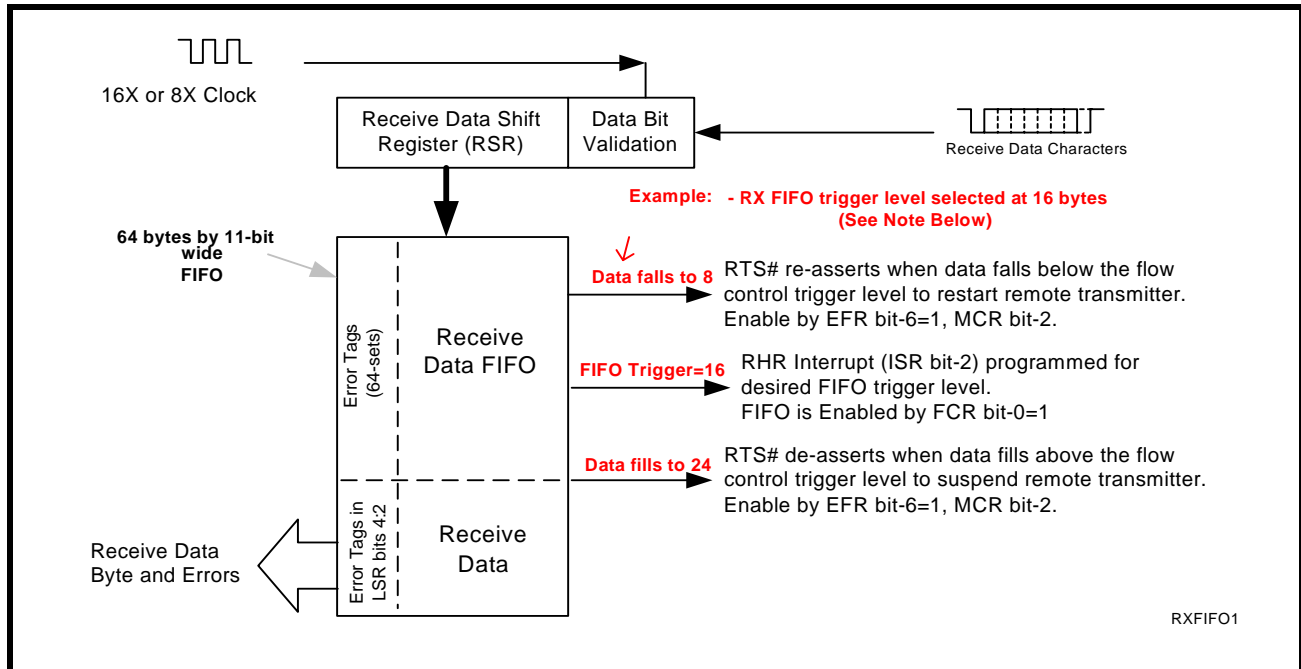 16X or 8X Clock
Receive Data Shift
Register (RSR)
Data Bit
Validation
Receive Data Characters
Example: - RX FIFO trigger level selected at 16 bytes
(See Note Below)
64 bytes by 11-bit
wide
FIFO
Error Tags
(64-sets)
Receive
Data FIFO
Data falls to 8
RTS# re-asserts when data falls below the flow
control trigger level to restart remote transmitter.
Enable by EFR bit-6=1, MCR bit-2.
FIFO Trigger=16
RHR Interrupt (ISR bit-2) programmed for
desired FIFO trigger level.
FIFO is Enabled by FCR bit-0=1
Data fills to 24
RTS# de-asserts when data fills above the flow
control trigger level to suspend remote transmitter.
Enable by EFR bit-6=1, MCR bit-2.
Error Tags in
LSR bits 4:2
Receive
Data
Receive Data
Byte and Errors
RXFIFO1